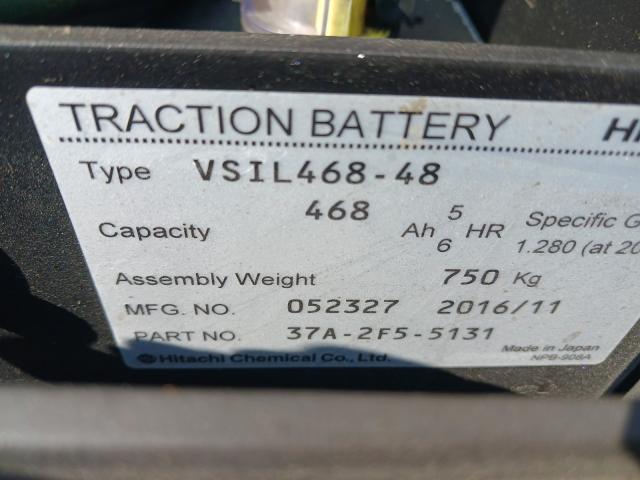 TRACTION BATTERY
Type VSIL468-48
Capacity 468 Ah 5 HR Specific
6 1.280 (at 20
Assembly Weight 750 Kg
MFG. NO. 052327 2016/11
PART NO. 37A-2F5-5131
Hitachi Chemical Co., Ltd. Made in Japan
NPB-908A